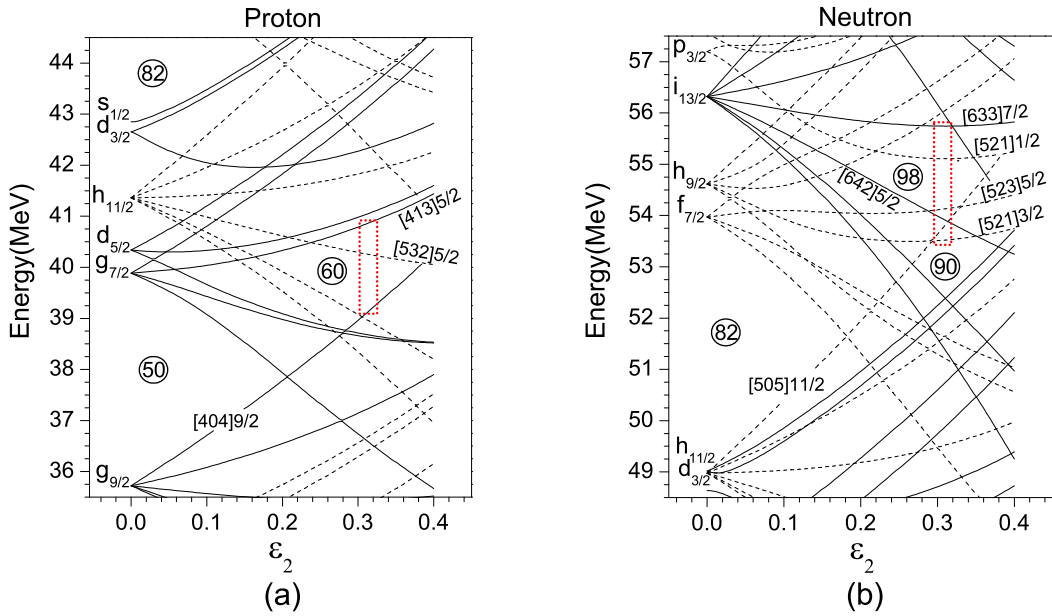 Proton
Energy(MeV)
44
43
42
41
40
39
38
37
36
82
s1/2
d3/2
h11/2
d5/2
g7/2
g9/2
60
50
[413]5/2
[532]5/2
[404]9/2
0.0 0.1 0.2 0.3 0.4
ε2
(a)
Neutron
Energy(MeV)
57
56
55
54
53
52
51
50
49
p3/2
i13/2
h9/2
f7/2
h11/2
d3/2
[633]7/2
[521]1/2
98
[642]5/2
[523]5/2
[521]3/2
90
82
[505]11/2
0.0 0.1 0.2 0.3 0.4
ε2
(b)